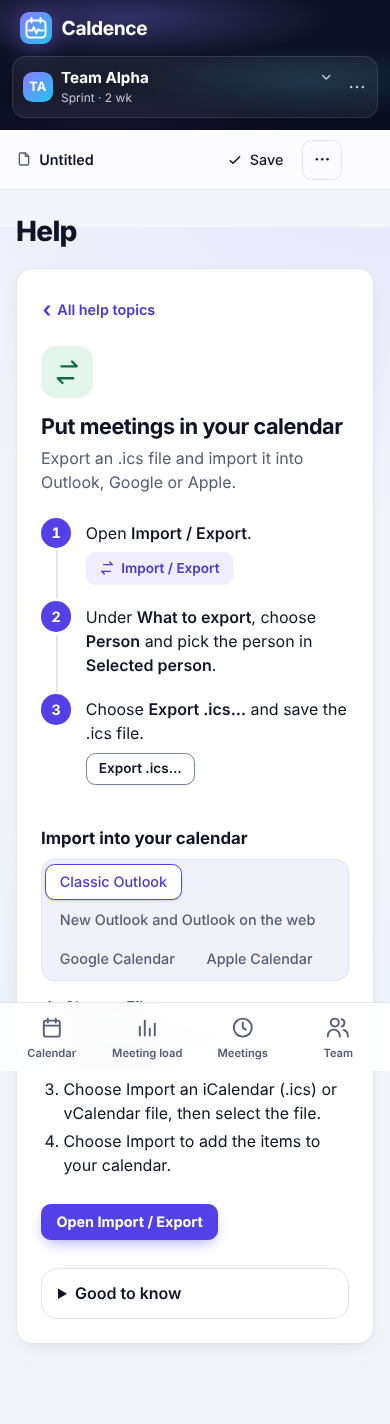 Caldence
TA
Team Alpha
Sprint · 2 wk
Untitled
Save
Help
All help topics
Put meetings in your calendar
Export an .ics file and import it into
Outlook, Google or Apple.
1
Open Import / Export.
Import / Export
2
Under What to export, choose
Person and pick the person in
Selected person.
3
Choose Export .ics... and save the
.ics file.
Export .ics...
Import into your calendar
Classic Outlook
New Outlook and Outlook on the web
Google Calendar Apple Calendar
Calendar
Meeting load
Meetings
Team
3. Choose Import an iCalendar (.ics) or
vCalendar file, then select the file.
4. Choose Import to add the items to
your calendar.
Open Import / Export
Good to know